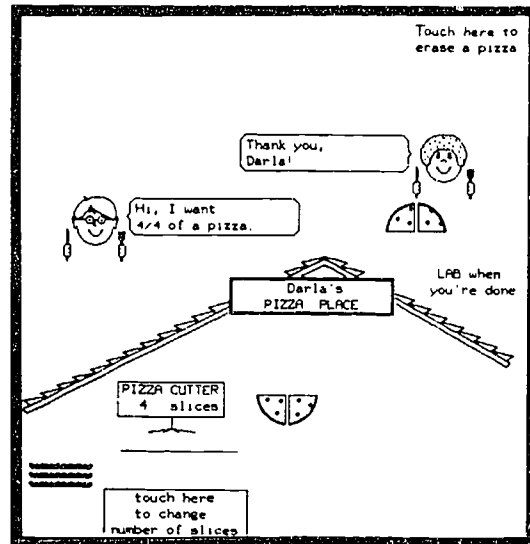 Touch here to
erase a pizza
Thank you,
Darla!
Hi, I want
4/4 of a pizza.
LAB when
you're done
Darla's
PIZZA PLACE
PIZZA CUTTER
4 slices
touch here
to change
number of slices